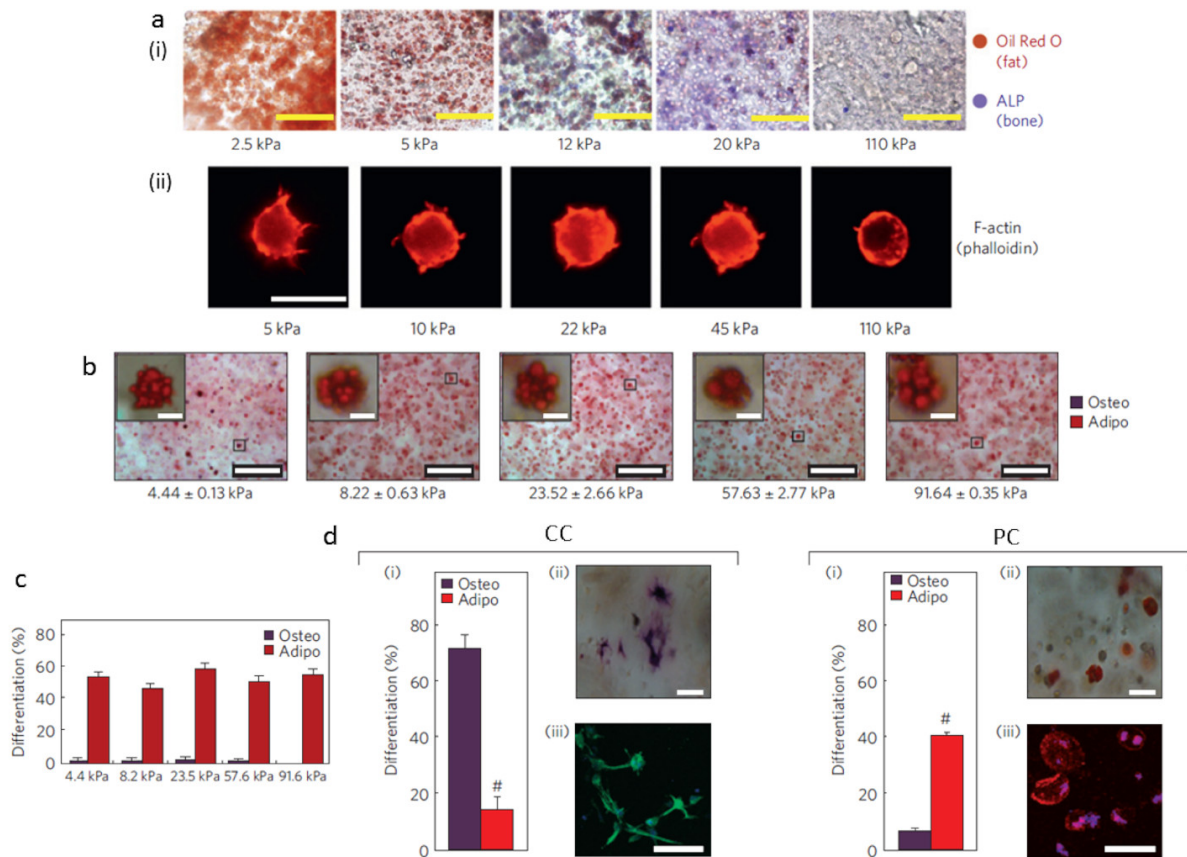 a
(i)
Oil Red O
(fat)
ALP
(bone)
2.5 kPa
5 kPa
12 kPa
20 kPa
110 kPa
(ii)
F-actin
(phalloidin)
5 kPa
10 kPa
22 kPa
45 kPa
110 kPa
b
Osteo
Adipo
4.44 ± 0.13 kPa
8.22 ± 0.63 kPa
23.52 ± 2.66 kPa
57.63 ± 2.77 kPa
91.64 ± 0.35 kPa
c
Osteo
Adipo
Differentiation (%)
80
60
40
20
0
4.4 kPa
8.2 kPa
23.5 kPa
57.6 kPa
91.6 kPa
d
CC
(i)
Osteo
Adipo
Differentiation (%)
80
60
40
20
0
#
(ii)
(iii)
PC
(i)
Osteo
Adipo
Differentiation (%)
80
60
40
20
0
#
(ii)
(iii)